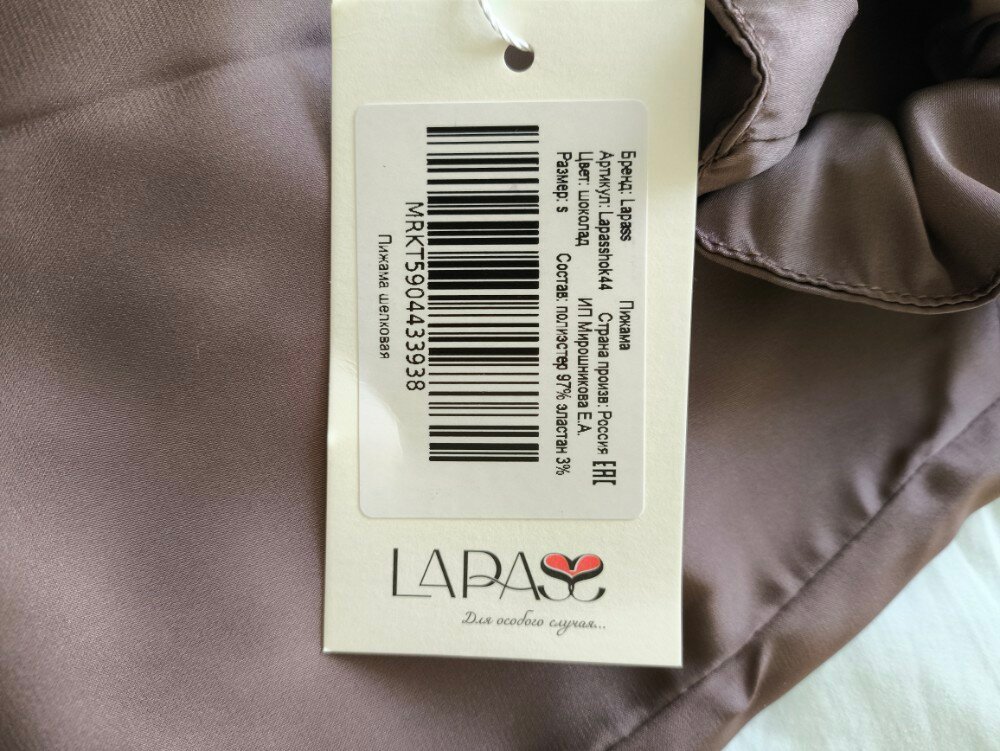 Пижама
Бренд: Lapass
Артикул: Lapasshok44 Страна произв: Россия
Цвет: шоколад ИП Мирошникова Е.А.
Размер: s Состав: полиэстер 97% эластан 3%
EAC
MRKT5904433938
Пижама шелковая
LAPASS
Для особого случая...